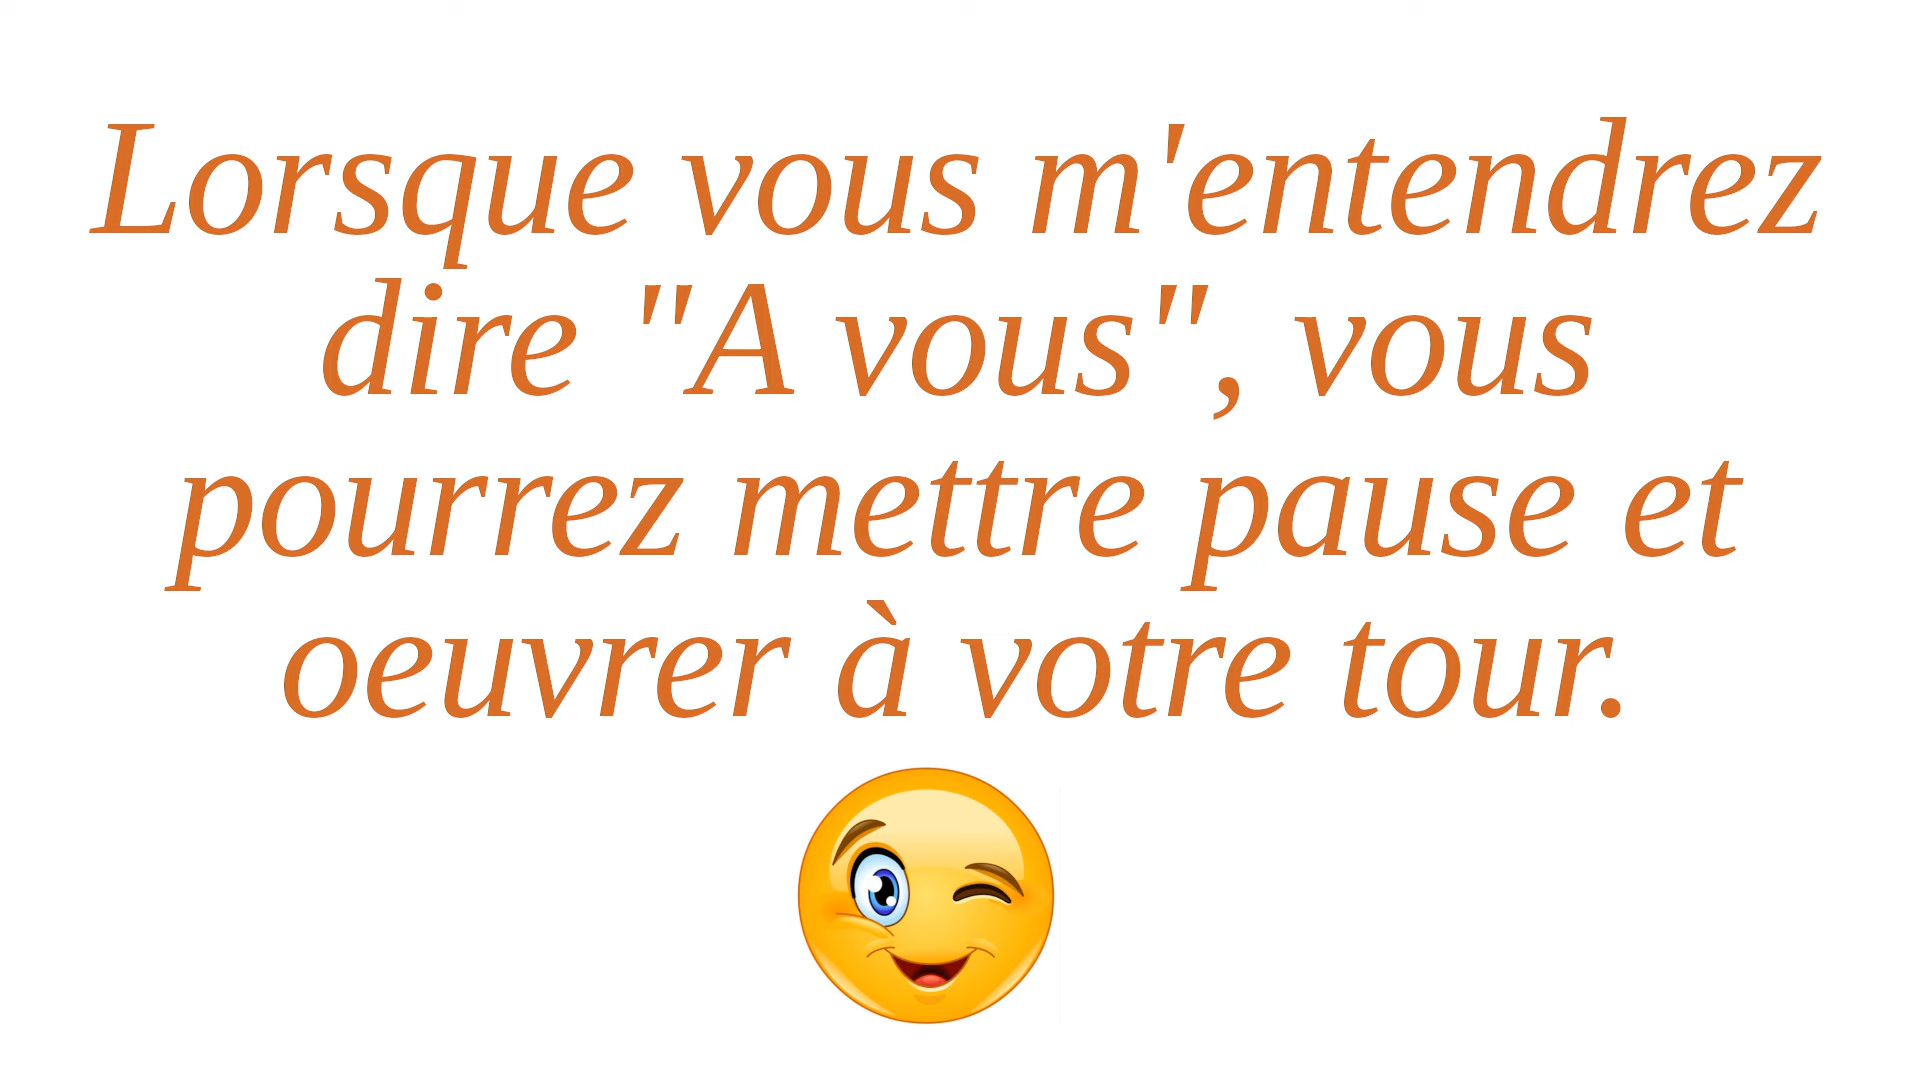 Lorsque vous m'entendrez
dire "A vous", vous
pourrez mettre pause et
oeuvrer à votre tour.